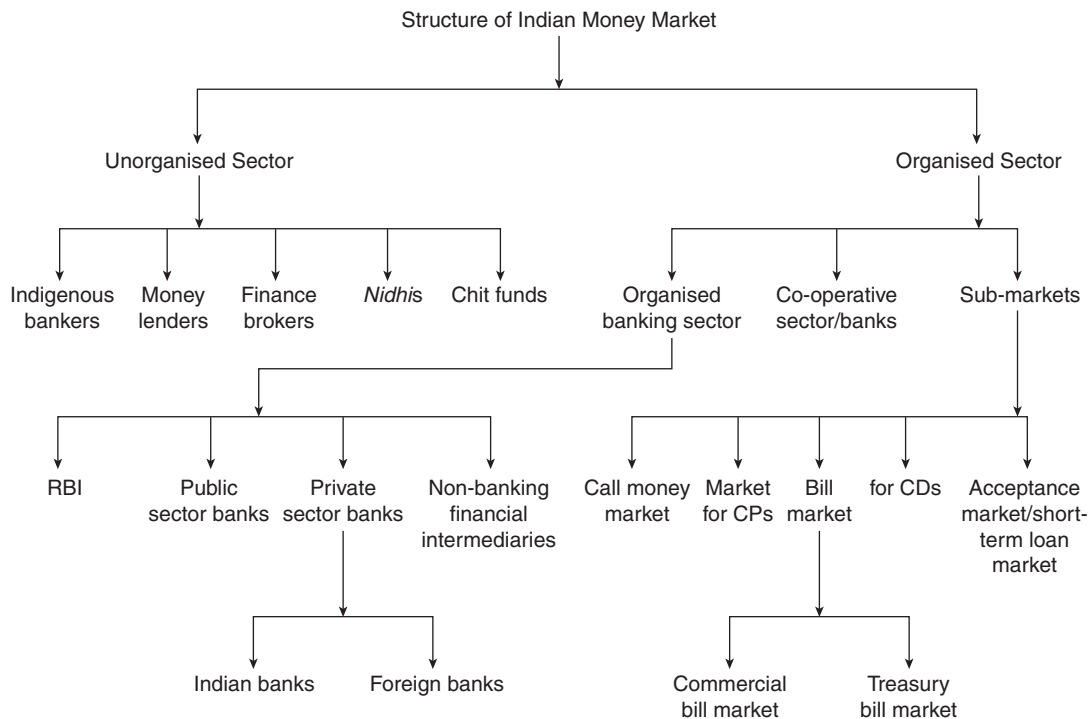 Structure of Indian Money Market
Unorganised Sector
Organised Sector
Indigenous
bankers
Money
lenders
Finance
brokers
Nidhis
Chit funds
Organised
banking sector
Co-operative
sector/banks
Sub-markets
RBI
Public
sector banks
Private
sector banks
Non-banking
financial
intermediaries
Call money
market
Market
for CPs
Bill
market
for CDs
Acceptance
market/short-
term loan
market
Indian banks
Foreign banks
Commercial
bill market
Treasury
bill market